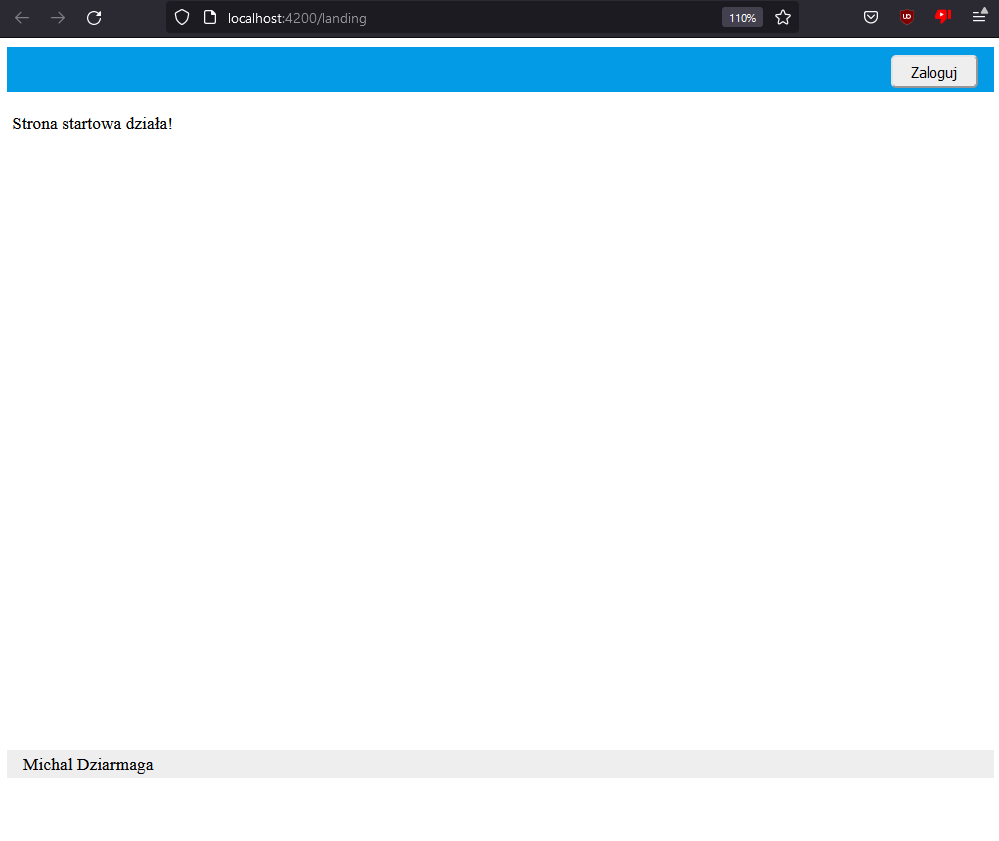 localhost:4200/landing
110%
Zaloguj
Strona startowa działa!
Michal Dziarmaga